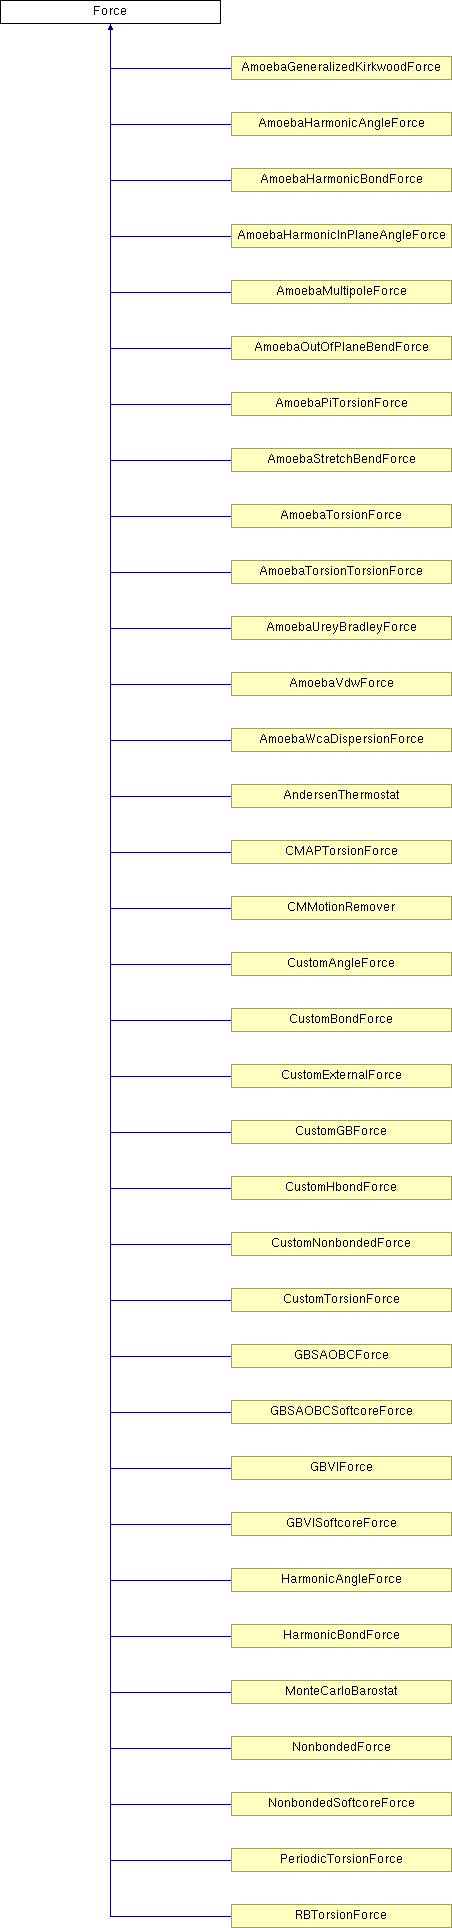 Force
AmoebaGeneralizedKirkwoodForce
AmoebaHarmonicAngleForce
AmoebaHarmonicBondForce
AmoebaHarmonicInPlaneAngleForce
AmoebaMultipoleForce
AmoebaOutOfPlaneBendForce
AmoebaPiTorsionForce
AmoebaStretchBendForce
AmoebaTorsionForce
AmoebaTorsionTorsionForce
AmoebaUreyBradleyForce
AmoebaVdwForce
AmoebaWcaDispersionForce
AndersenThermostat
CMAPTorsionForce
CMMotionRemover
CustomAngleForce
CustomBondForce
CustomExternalForce
CustomGBForce
CustomHbondForce
CustomNonbondedForce
CustomTorsionForce
GBSAOBCForce
GBSAOBCSoftcoreForce
GBVIForce
GBVISoftcoreForce
HarmonicAngleForce
HarmonicBondForce
MonteCarloBarostat
NonbondedForce
NonbondedSoftcoreForce
PeriodicTorsionForce
RBTorsionForce